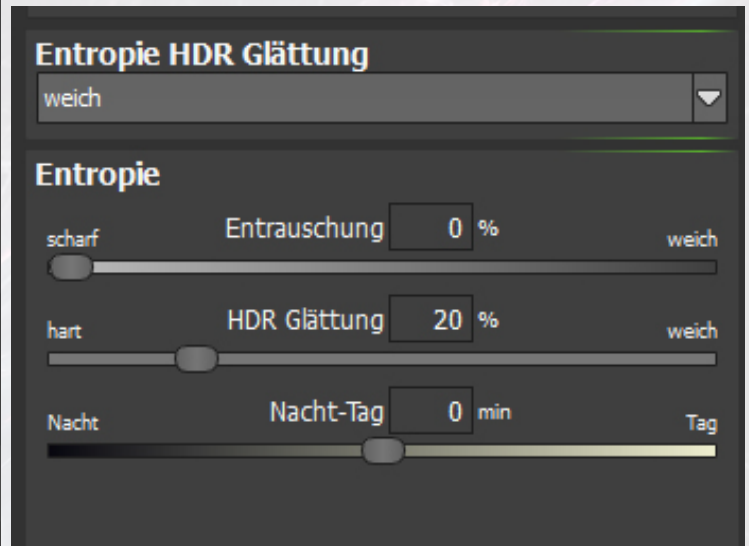 Entropie HDR Glättung
weich
Entropie
scharf Entrauschung 0 % weich
hart HDR Glättung 20 % weich
Nacht Nacht-Tag 0 min Tag